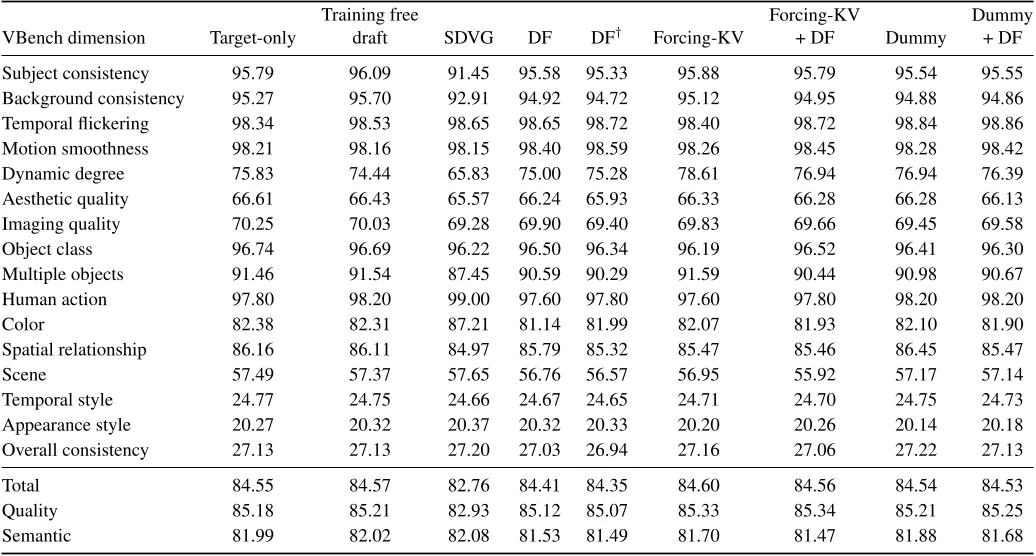 Training free Forcing-KV Dummy
VBench dimension Target-only draft SDVG DF DF† Forcing-KV + DF Dummy + DF
Subject consistency 95.79 96.09 91.45 95.58 95.33 95.88 95.79 95.54 95.55
Background consistency 95.27 95.70 92.91 94.92 94.72 95.12 94.95 94.88 94.86
Temporal flickering 98.34 98.53 98.65 98.65 98.72 98.40 98.72 98.84 98.86
Motion smoothness 98.21 98.16 98.15 98.40 98.59 98.26 98.45 98.28 98.42
Dynamic degree 75.83 74.44 65.83 75.00 75.28 78.61 76.94 76.94 76.39
Aesthetic quality 66.61 66.43 65.57 66.24 65.93 66.33 66.28 66.28 66.13
Imaging quality 70.25 70.03 69.28 69.90 69.40 69.83 69.66 69.45 69.58
Object class 96.74 96.69 96.22 96.50 96.34 96.19 96.52 96.41 96.30
Multiple objects 91.46 91.54 87.45 90.59 90.29 91.59 90.44 90.98 90.67
Human action 97.80 98.20 99.00 97.60 97.80 97.60 97.80 98.20 98.20
Color 82.38 82.31 87.21 81.14 81.99 82.07 81.93 82.10 81.90
Spatial relationship 86.16 86.11 84.97 85.79 85.32 85.47 85.46 86.45 85.47
Scene 57.49 57.37 57.65 56.76 56.57 56.95 55.92 57.17 57.14
Temporal style 24.77 24.75 24.66 24.67 24.65 24.71 24.70 24.75 24.73
Appearance style 20.27 20.32 20.37 20.32 20.33 20.20 20.26 20.14 20.18
Overall consistency 27.13 27.13 27.20 27.03 26.94 27.16 27.06 27.22 27.13
Total 84.55 84.57 82.76 84.41 84.35 84.60 84.56 84.54 84.53
Quality 85.18 85.21 82.93 85.12 85.07 85.33 85.34 85.21 85.25
Semantic 81.99 82.02 82.08 81.53 81.49 81.70 81.47 81.88 81.68